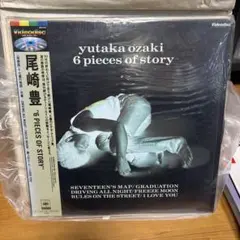 yutaka ozaki
6 pieces of story
Videodisc
尾崎豊
"6 PIECES OF STORY"
SEVENTEEN'S MAP/GRADUATION
DRIVING ALL NIGHT/FREEZE MOON
RULES ON THE STREET/I LOVE YOU